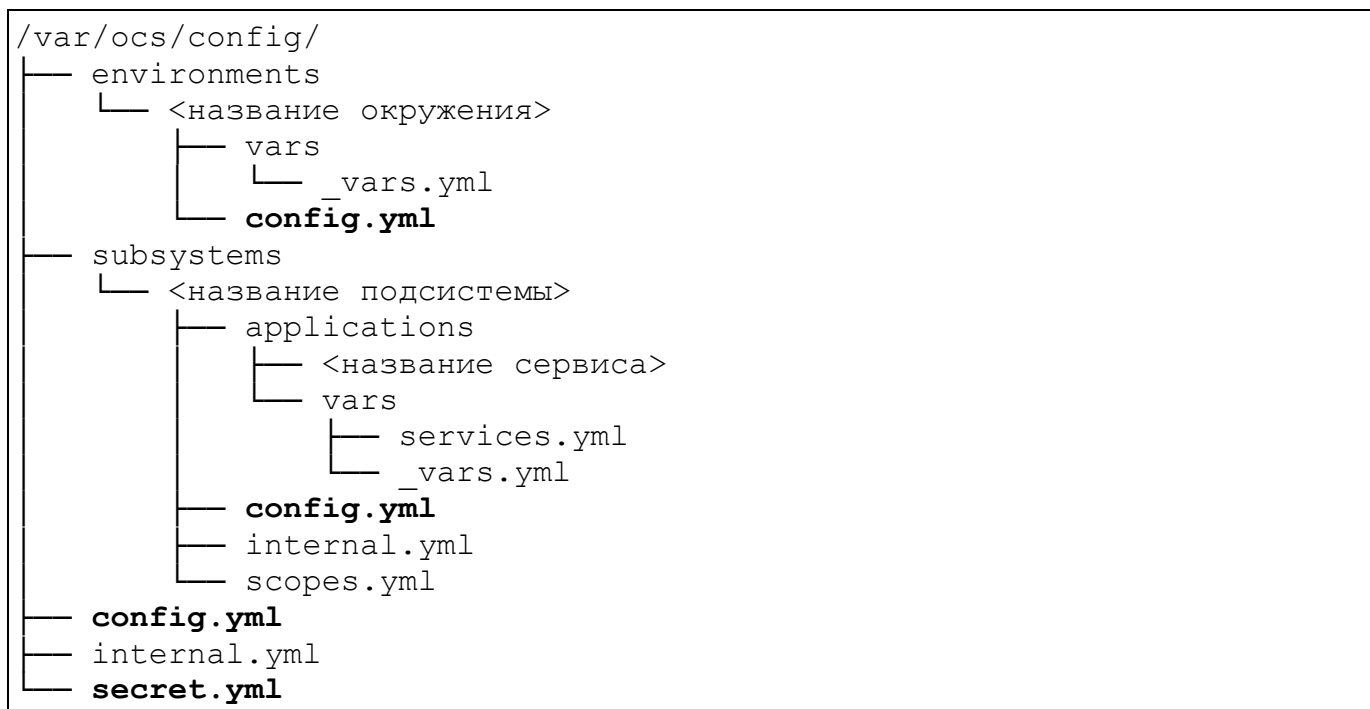 /var/ocs/config/
├── environments
│   └── <название окружения>
│       ├── vars
│       │   └── _vars.yml
│       └── config.yml
├── subsystems
│   └── <название подсистемы>
│       ├── applications
│       │   ├── <название сервиса>
│       │   └── vars
│       │       ├── services.yml
│       │       └── _vars.yml
│       ├── config.yml
│       ├── internal.yml
│       └── scopes.yml
├── config.yml
├── internal.yml
└── secret.yml